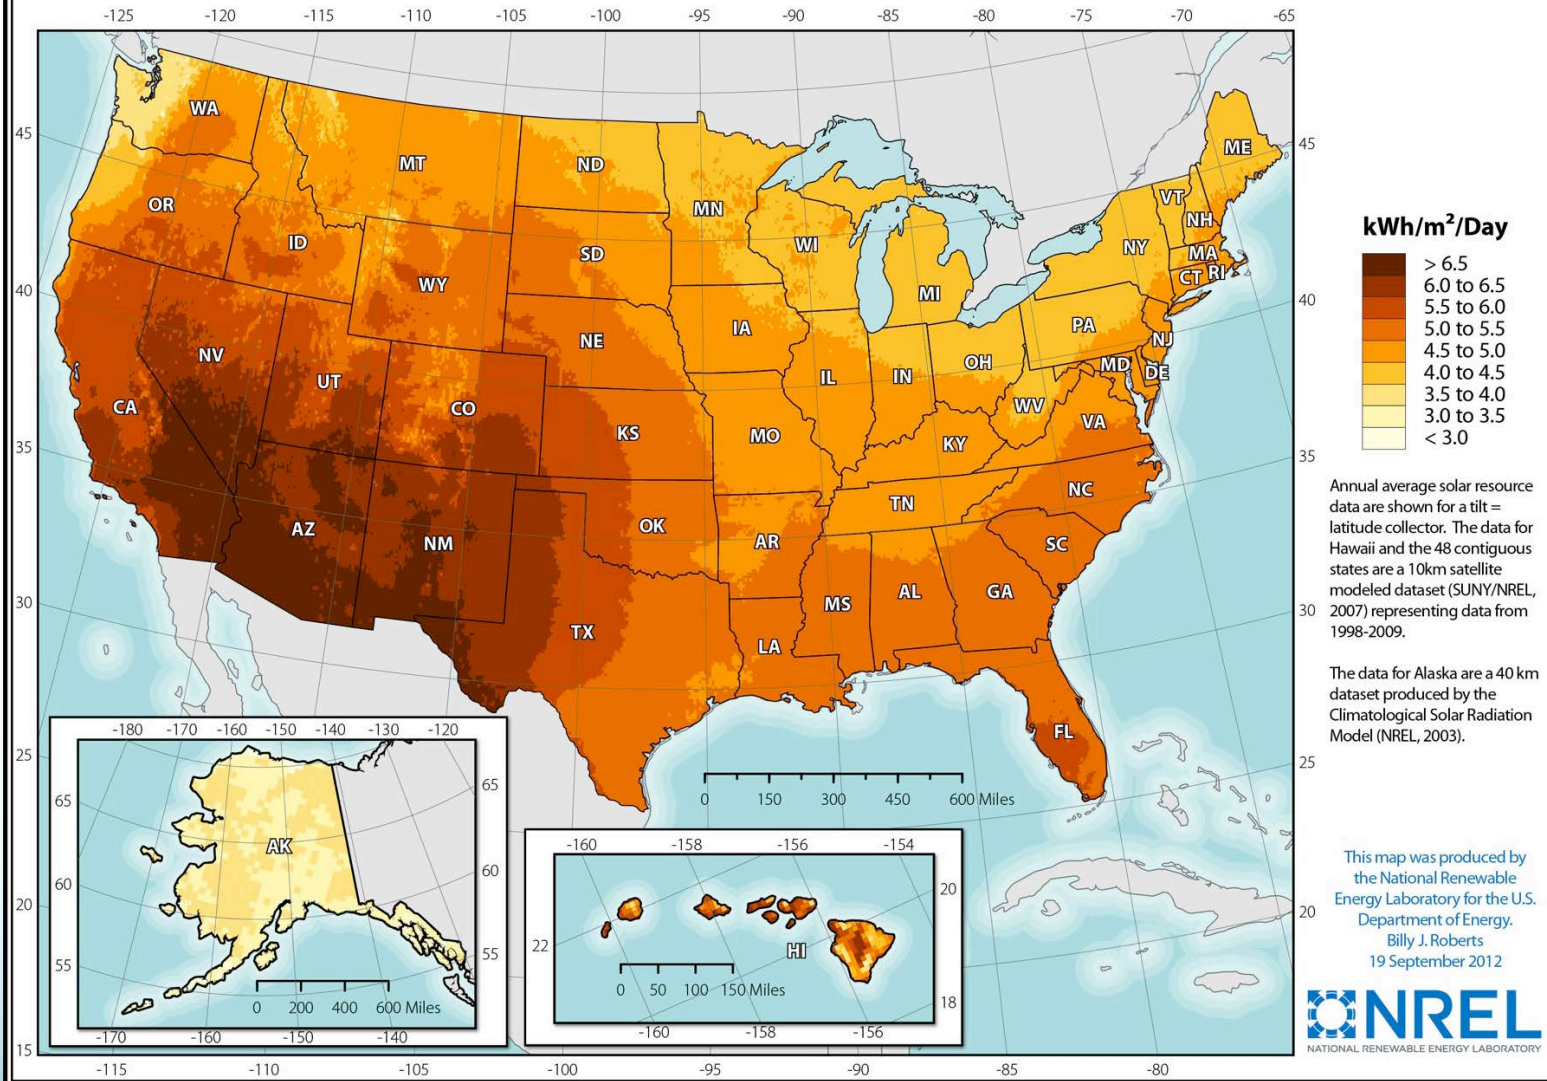 -125 -120 -115 -110 -105 -100 -95 -90 -85 -80 -75 -70 -65
45
40
35
30
25
20
15
45
40
35
30
25
20
-115 -110 -105 -100 -95 -90 -85 -80
WA
OR
CA
NV
ID
MT
WY
UT
CO
AZ
NM
ND
SD
NE
KS
OK
TX
MN
IA
MO
AR
LA
WI
IL
MI
IN
OH
KY
TN
MS
AL
GA
FL
SC
NC
VA
WV
PA
NY
VT
NH
ME
MA
CT
RI
NJ
MD
DE
0 150 300 450 600 Miles
-180 -170 -160 -150 -140 -130 -120
65
60
55
65
60
55
AK
0 200 400 600 Miles
-170 -160 -150 -140
-160 -158 -156 -154
22
20
18
HI
0 50 100 150 Miles
-160 -158 -156
kWh/m²/Day
> 6.5
6.0 to 6.5
5.5 to 6.0
5.0 to 5.5
4.5 to 5.0
4.0 to 4.5
3.5 to 4.0
3.0 to 3.5
< 3.0
Annual average solar resource
data are shown for a tilt =
latitude collector. The data for
Hawaii and the 48 contiguous
states are a 10km satellite
modeled dataset (SUNY/NREL,
2007) representing data from
1998-2009.
The data for Alaska are a 40 km
dataset produced by the
Climatological Solar Radiation
Model (NREL, 2003).
This map was produced by
the National Renewable
Energy Laboratory for the U.S.
Department of Energy.
Billy J. Roberts
19 September 2012
NREL
NATIONAL RENEWABLE ENERGY LABORATORY